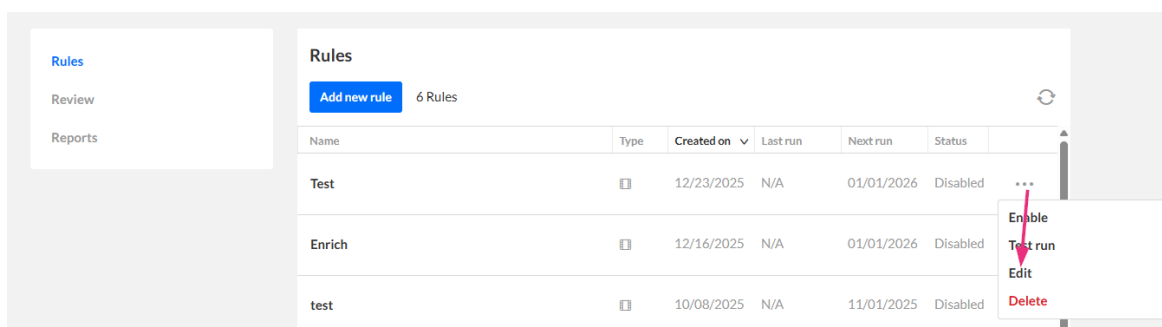 Rules
Review
Reports
Rules
Add new rule 6 Rules
Name Type Created on Last run Next run Status
Test 12/23/2025 N/A 01/01/2026 Disabled
Enrich 12/16/2025 N/A 01/01/2026 Disabled
test 10/08/2025 N/A 11/01/2025 Disabled
Enable
Test run
Edit
Delete